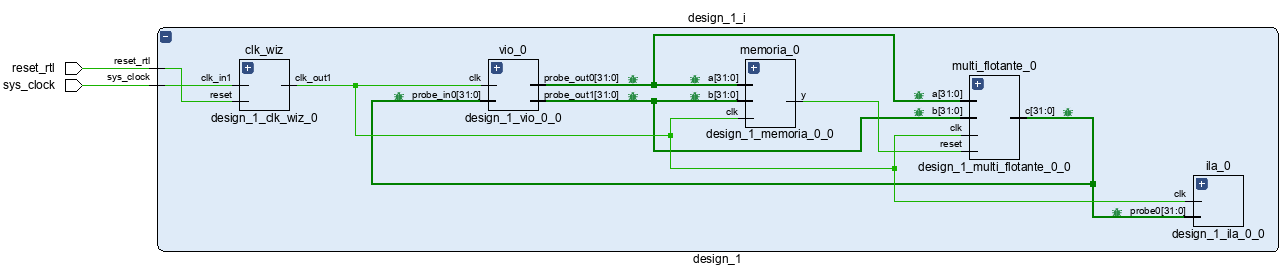 design_1_i
reset_rtl
sys_clock
reset_rtl
sys_clock
clk_wiz
clk_in1
reset
clk_out1
design_1_clk_wiz_0
vio_0
clk
probe_in0[31:0]
probe_out0[31:0]
probe_out1[31:0]
design_1_vio_0_0
memoria_0
a[31:0]
b[31:0]
clk
y
design_1_memoria_0_0
multi_flotante_0
a[31:0]
b[31:0]
clk
reset
c[31:0]
design_1_multi_flotante_0_0
ila_0
clk
probe0[31:0]
design_1_ila_0_0
design_1